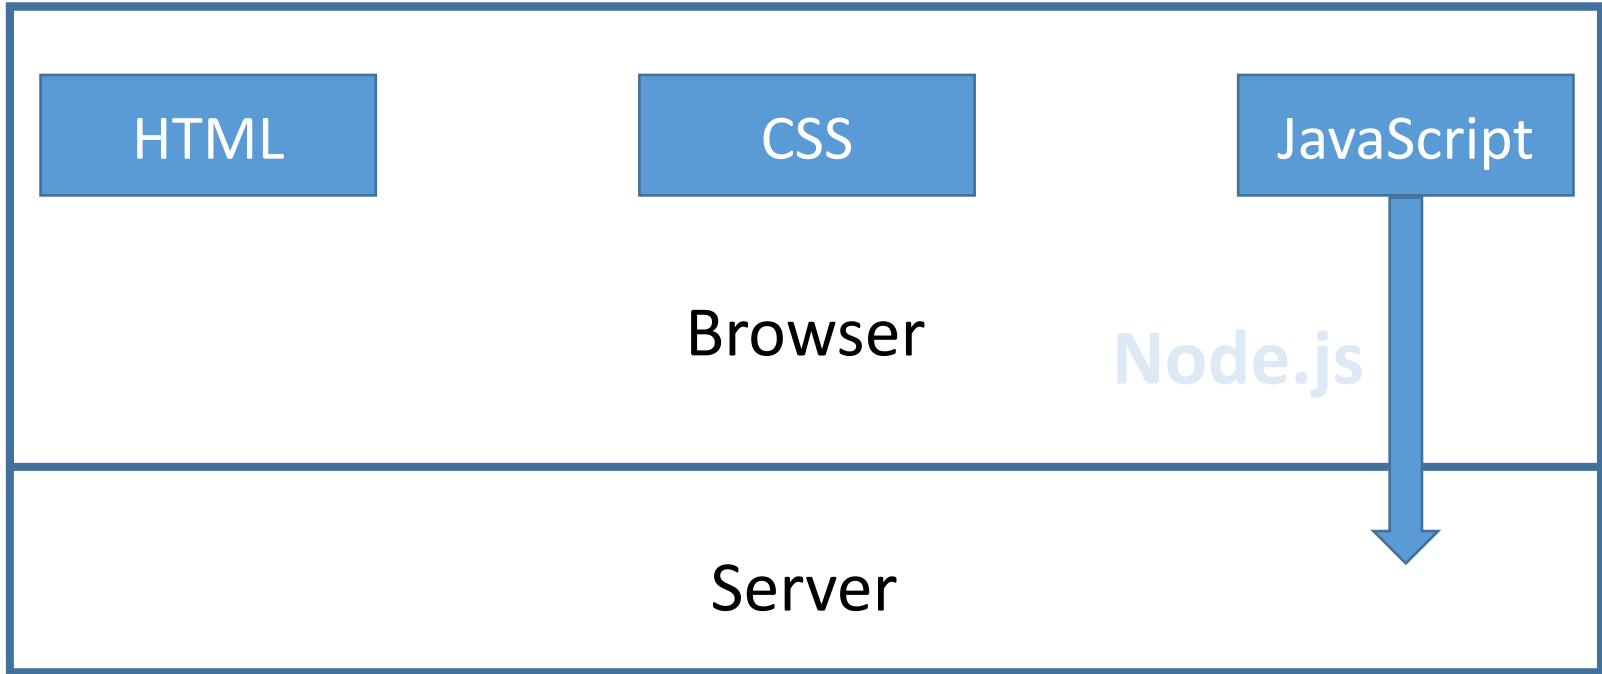 HTML
CSS
JavaScript
Browser
Node.js
Server